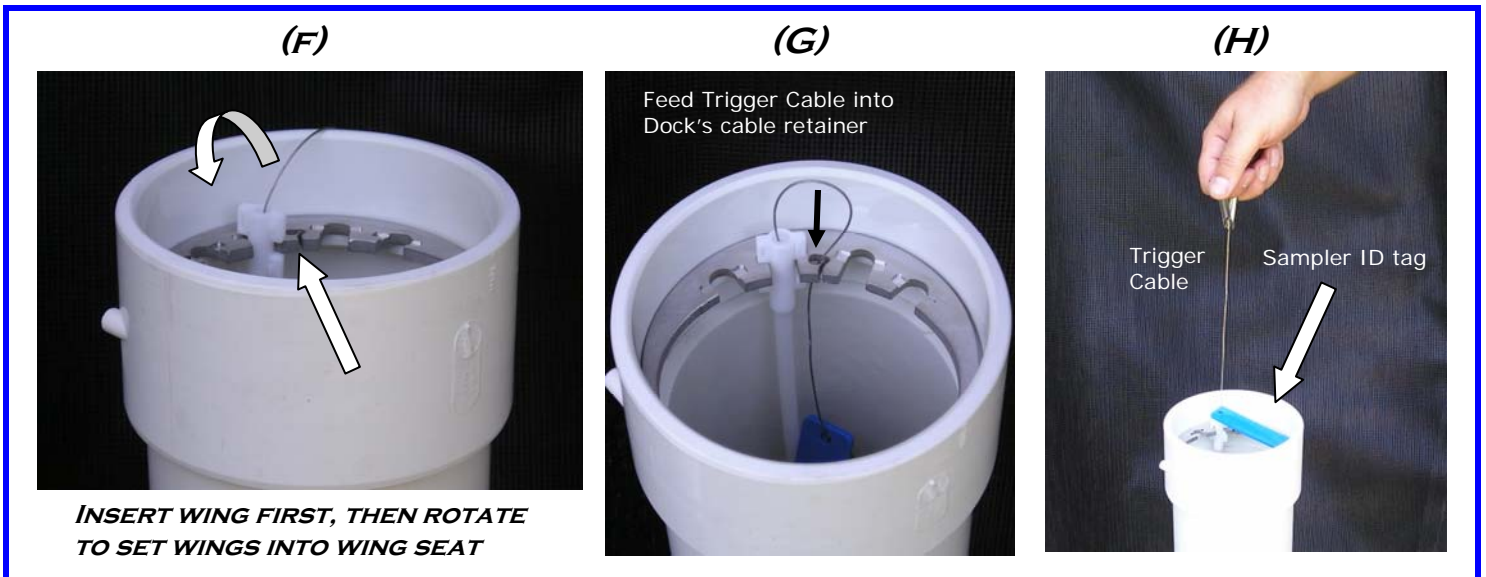 (F)
INSERT WING FIRST, THEN ROTATE
TO SET WINGS INTO WING SEAT
(G)
Feed Trigger Cable into
Dock's cable retainer
(H)
Trigger
Cable
Sampler ID tag